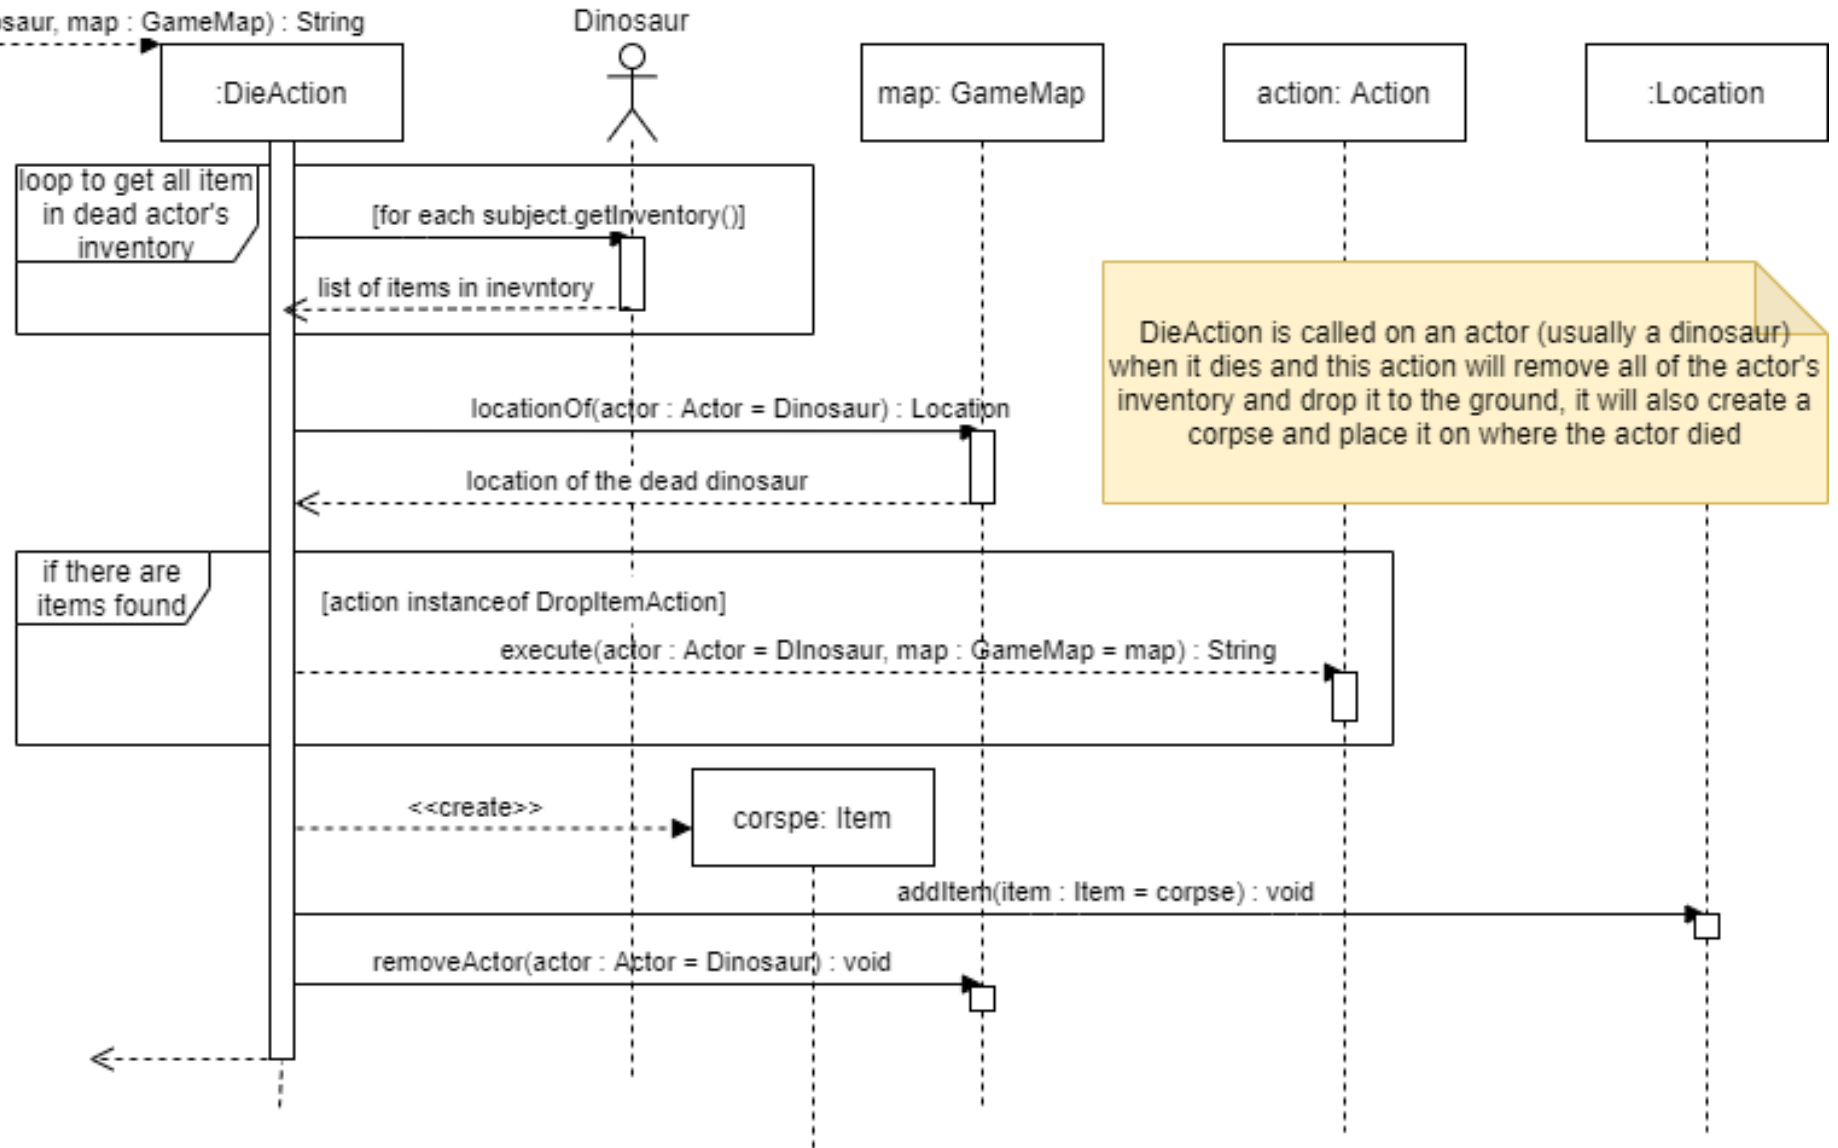 saur, map : GameMap) : String
Dinosaur
:DieAction
map: GameMap
action: Action
:Location
loop to get all item
in dead actor's
inventory
[for each subject.getInventory()]
list of items in inevntory
DieAction is called on an actor (usually a dinosaur)
when it dies and this action will remove all of the actor's
inventory and drop it to the ground, it will also create a
corpse and place it on where the actor died
locationOf(actor : Actor = Dinosaur) : Location
location of the dead dinosaur
if there are
items found
[action instanceof DropItemAction]
execute(actor : Actor = DInosaur, map : GameMap = map) : String
<<create>>
corspe: Item
addItem(item : Item = corpse) : void
removeActor(actor : Actor = Dinosaur) : void